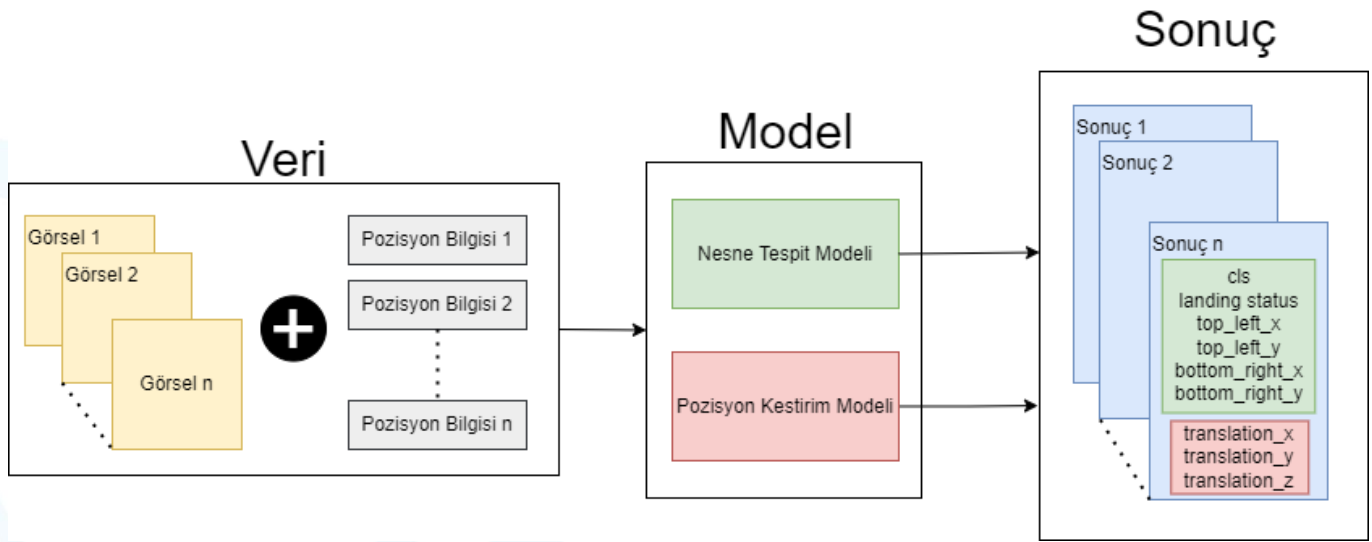 Veri
Görsel 1
Görsel 2
Görsel n
Pozisyon Bilgisi 1
Pozisyon Bilgisi 2
Pozisyon Bilgisi n
Model
Nesne Tespit Modeli
Pozisyon Kestirim Modeli
Sonuç
Sonuç 1
Sonuç 2
Sonuç n
cls
landing status
top_left_x
top_left_y
bottom_right_x
bottom_right_y
translation_x
translation_y
translation_z